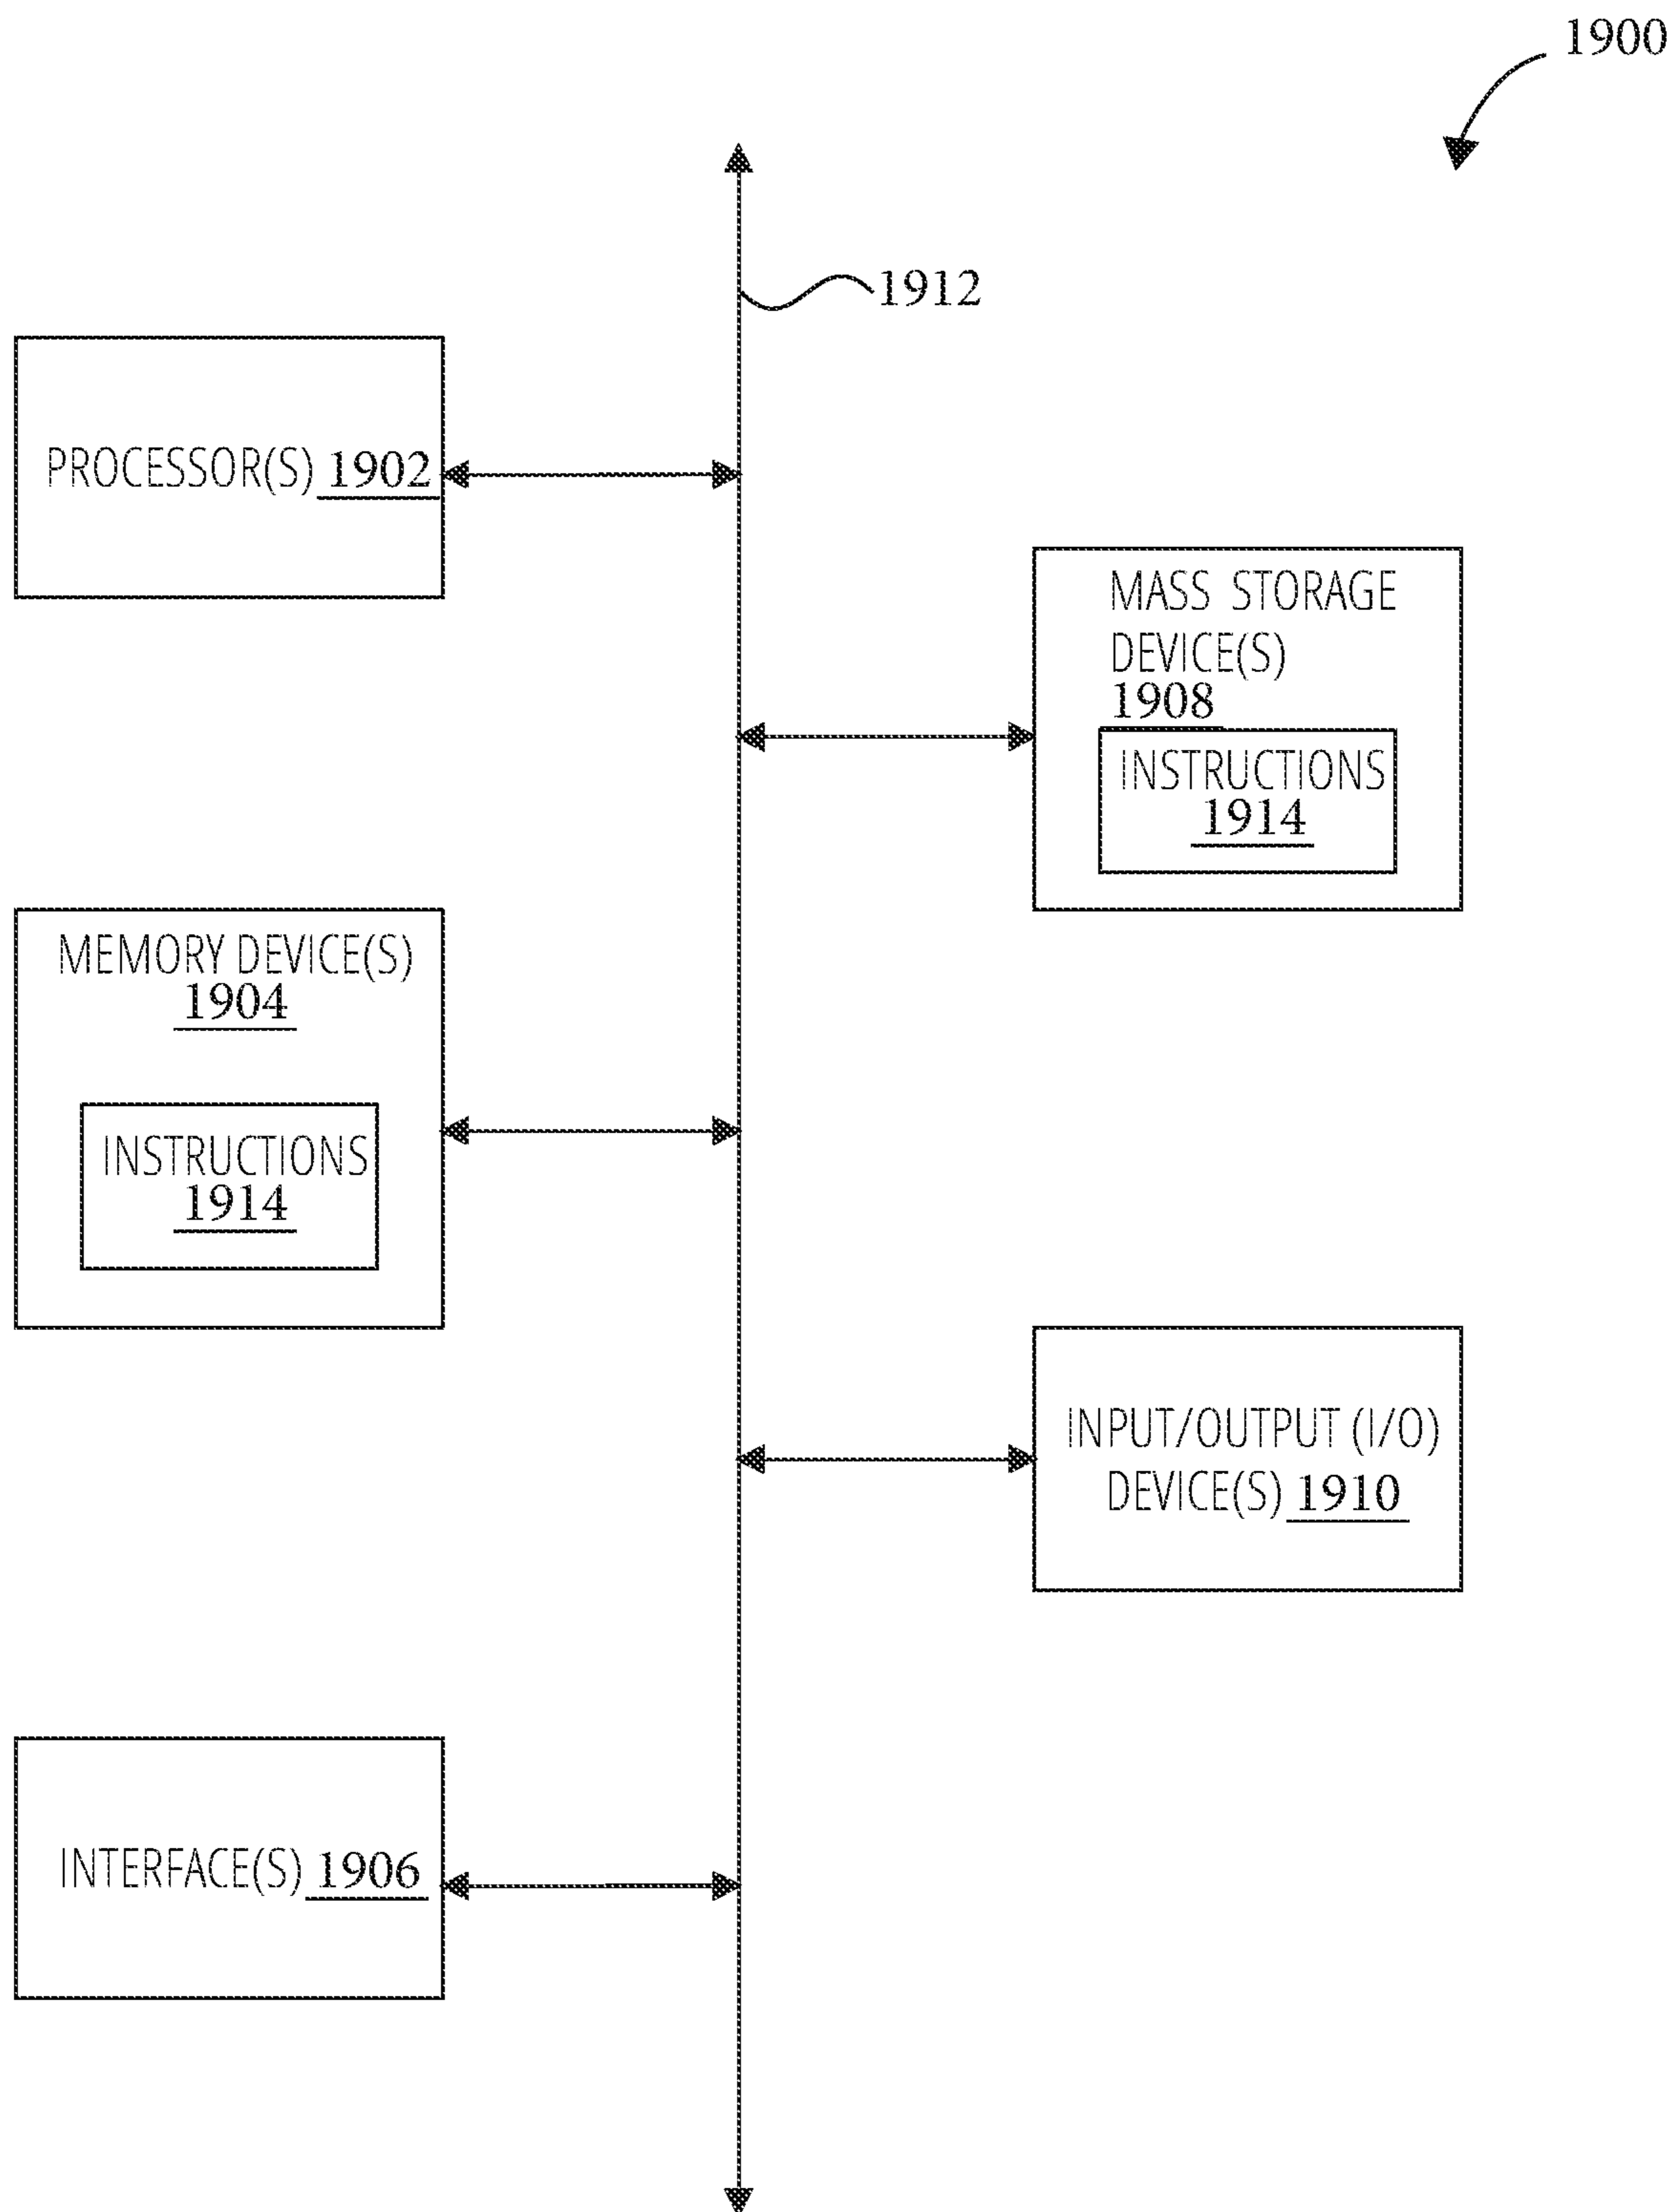 1900
1912
PROCESSOR(S) 1902
MASS STORAGE
DEVICE(S)
1908
INSTRUCTIONS
1914
MEMORY DEVICE(S)
1904
INSTRUCTIONS
1914
INPUT/OUTPUT (I/O)
DEVICE(S) 1910
INTERFACE(S) 1906